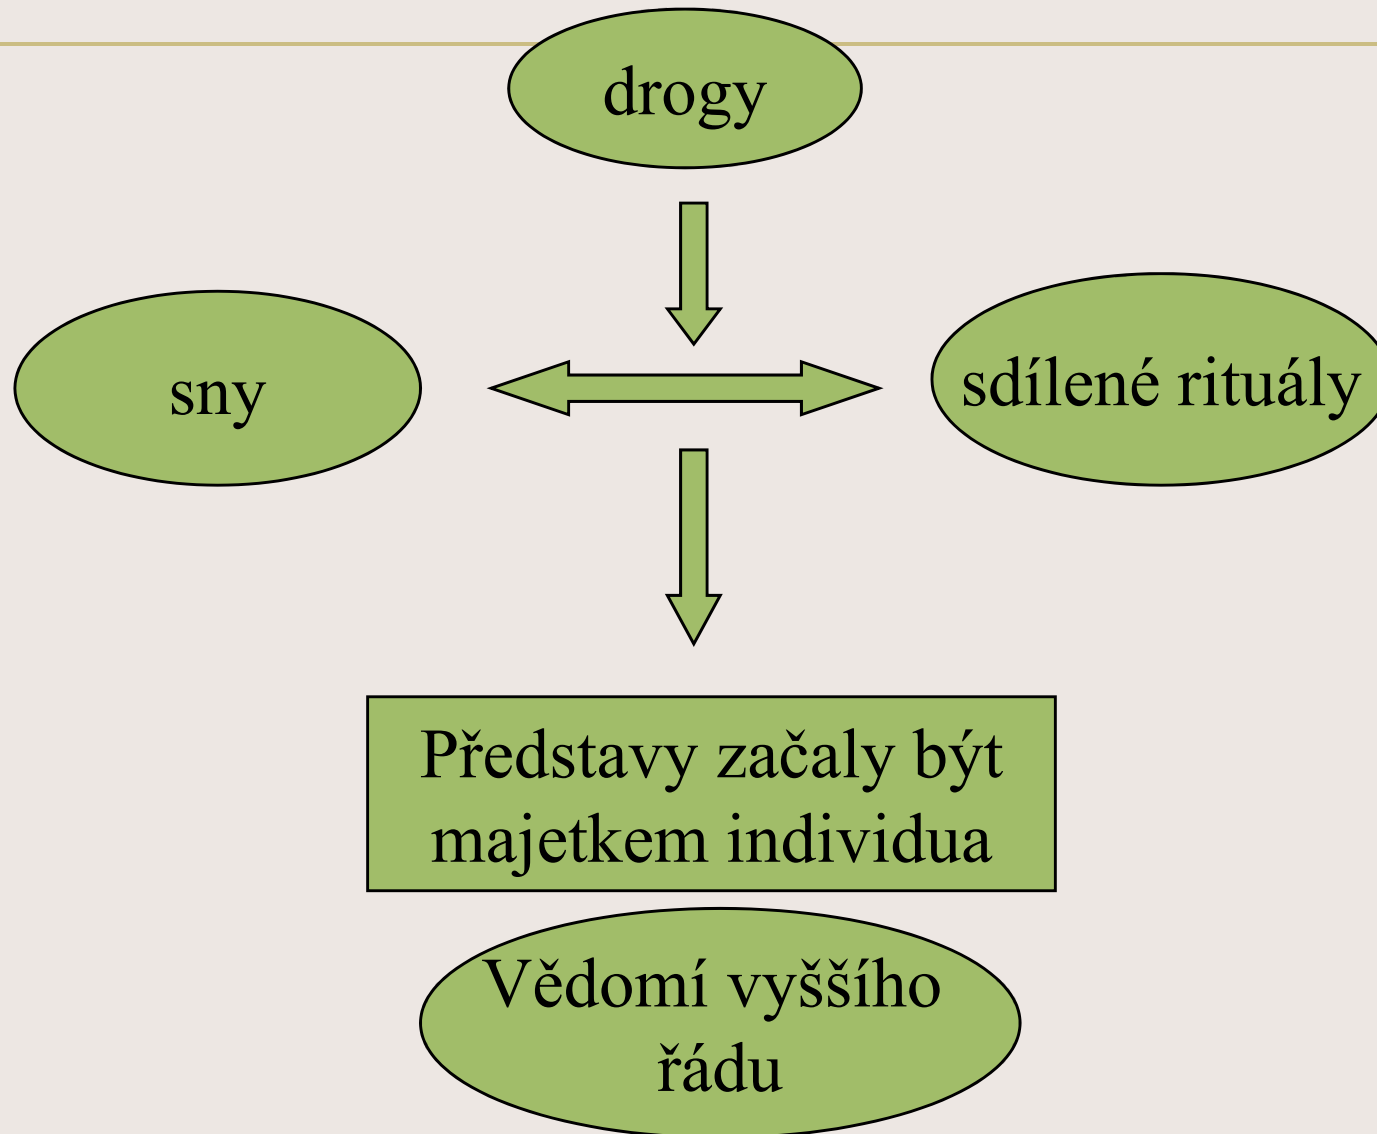 drogy
sny
sdílené rituály
Představy začaly být
majetkem individua
Vědomí vyššího
řádu